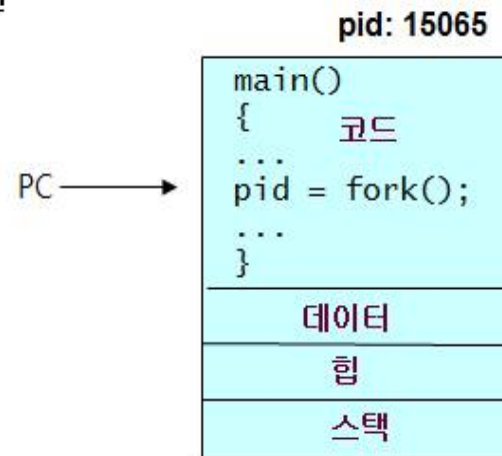 pid: 15065
main()
{ 코드
...
PC pid = fork();
...
}
데이터
힙
스택